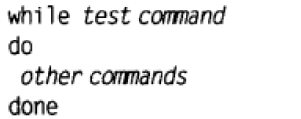 while test command
do
other commands
done